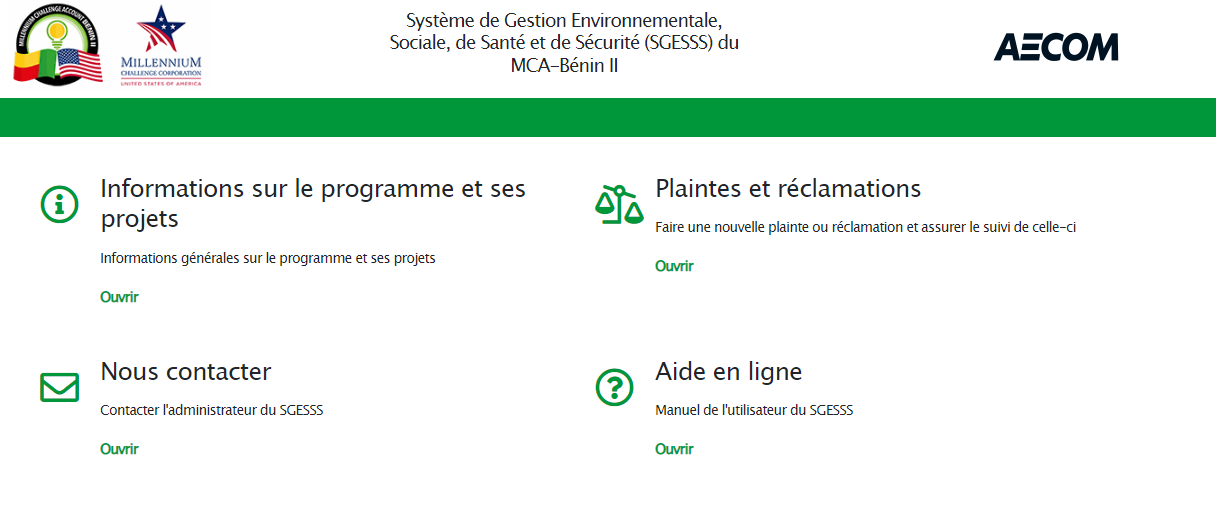 MILLENNIUM CHALLENGE ACCOUNT BENIN II
MILLENNIUM
CHALLENGE CORPORATION
UNITED STATES OF AMERICA
Système de Gestion Environnementale,
Sociale, de Santé et de Sécurité (SGESSS) du
MCA-Bénin II
AECOM
Informations sur le programme et ses
projets
Informations générales sur le programme et ses projets
Ouvrir
Plaintes et réclamations
Faire une nouvelle plainte ou réclamation et assurer le suivi de celle-ci
Ouvrir
Nous contacter
Contacter l'administrateur du SGESSS
Ouvrir
Aide en ligne
Manuel de l'utilisateur du SGESSS
Ouvrir